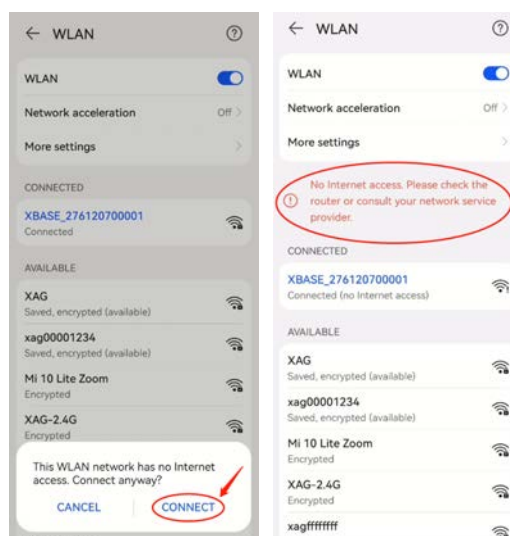 WLAN
WLAN
Network acceleration Off
More settings
CONNECTED
XBASE_276120700001
Connected
AVAILABLE
XAG
Saved, encrypted (available)
xag00001234
Saved, encrypted (available)
Mi 10 Lite Zoom
Encrypted
XAG-2.4G
Encrypted
This WLAN network has no Internet
access. Connect anyway?
CANCEL CONNECT
WLAN
WLAN
Network acceleration Off
More settings
No Internet access. Please check the
router or consult your network service
provider.
CONNECTED
XBASE_276120700001
Connected (no Internet access)
AVAILABLE
XAG
Saved, encrypted (available)
xag00001234
Saved, encrypted (available)
Mi 10 Lite Zoom
Encrypted
XAG-2.4G
Encrypted
xagffffffff